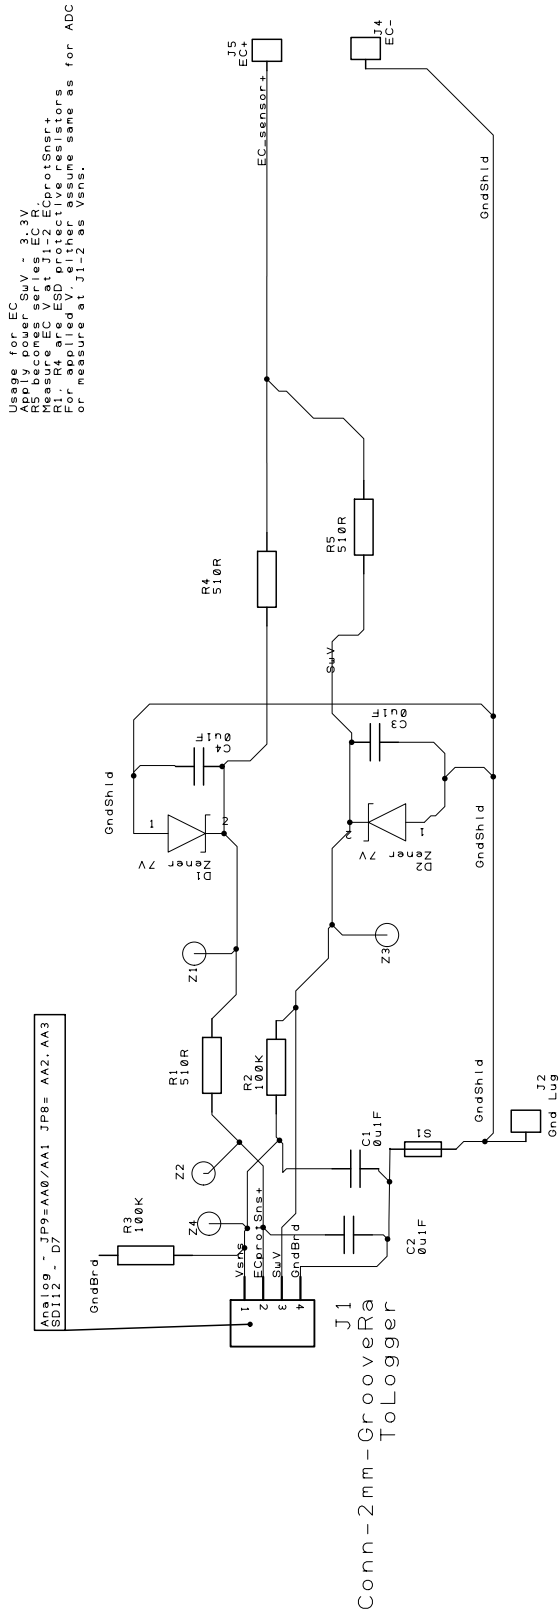 Usage for EC
Apply power SwV - 3.3V
R5 becomes series EC R.
Measure EC V at J1-2 ECprotSnsr+
R1, R4 are ESD protective resistors
For applied V, either assume same as for ADC
or measure at J1-2 as Vsns.
J5
EC+
J4
EC-
EC_sensor+
GndShld
R4
510R
R5
510R
SwV
C4
0u1F
C3
0u1F
GndShld
1
2
D1
Zener
7V
2
1
D2
Zener
7V
GndShld
Z1
Z3
R1
510R
R2
100K
Z2
Z4
R3
100K
GndBrd
C1
0u1F
C2
0u1F
S1
GndShld
J2
Gnd Lug
Analog - JP9=AA0/AA1 JP8= AA2,AA3
SDI12 - D7
Vsns
ECprotSns+
SwV
GndBrd
1
2
3
4
J1
Conn-2mm-GrooveRa
ToLogger